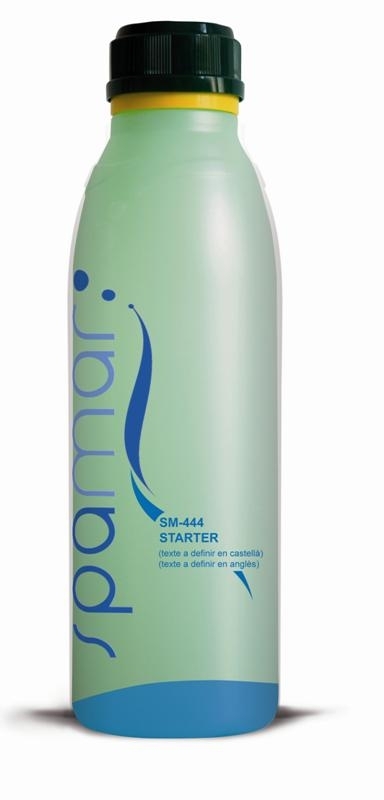 spamar
SM-444
STARTER
(texte a definir en castellà)
(texte a definir en anglès)